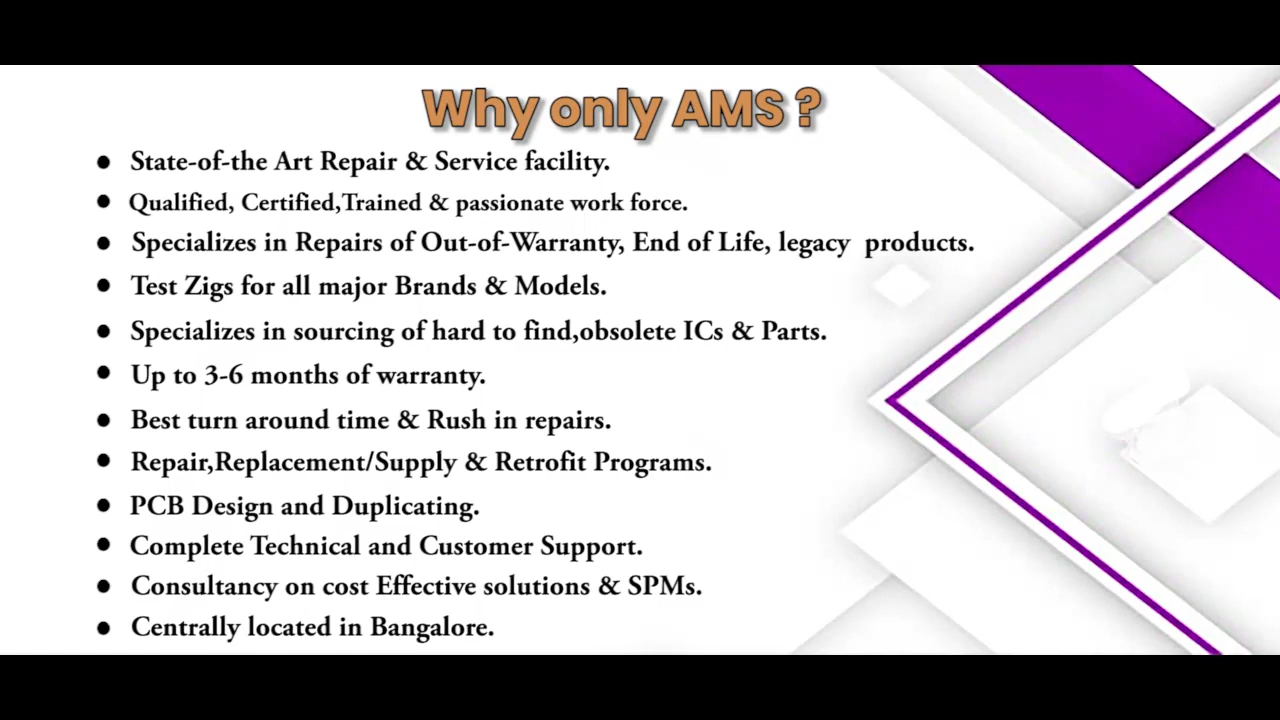 Why only AMS ?
● State-of-the Art Repair & Service facility.
● Qualified, Certified,Trained & passionate work force.
● Specializes in Repairs of Out-of-Warranty, End of Life, legacy  products.
● Test Zigs for all major Brands & Models.
● Specializes in sourcing of hard to find,obsolete ICs & Parts.
● Up to 3-6 months of warranty.
● Best turn around time & Rush in repairs.
● Repair,Replacement/Supply & Retrofit Programs.
● PCB Design and Duplicating.
● Complete Technical and Customer Support.
● Consultancy on cost Effective solutions & SPMs.
● Centrally located in Bangalore.